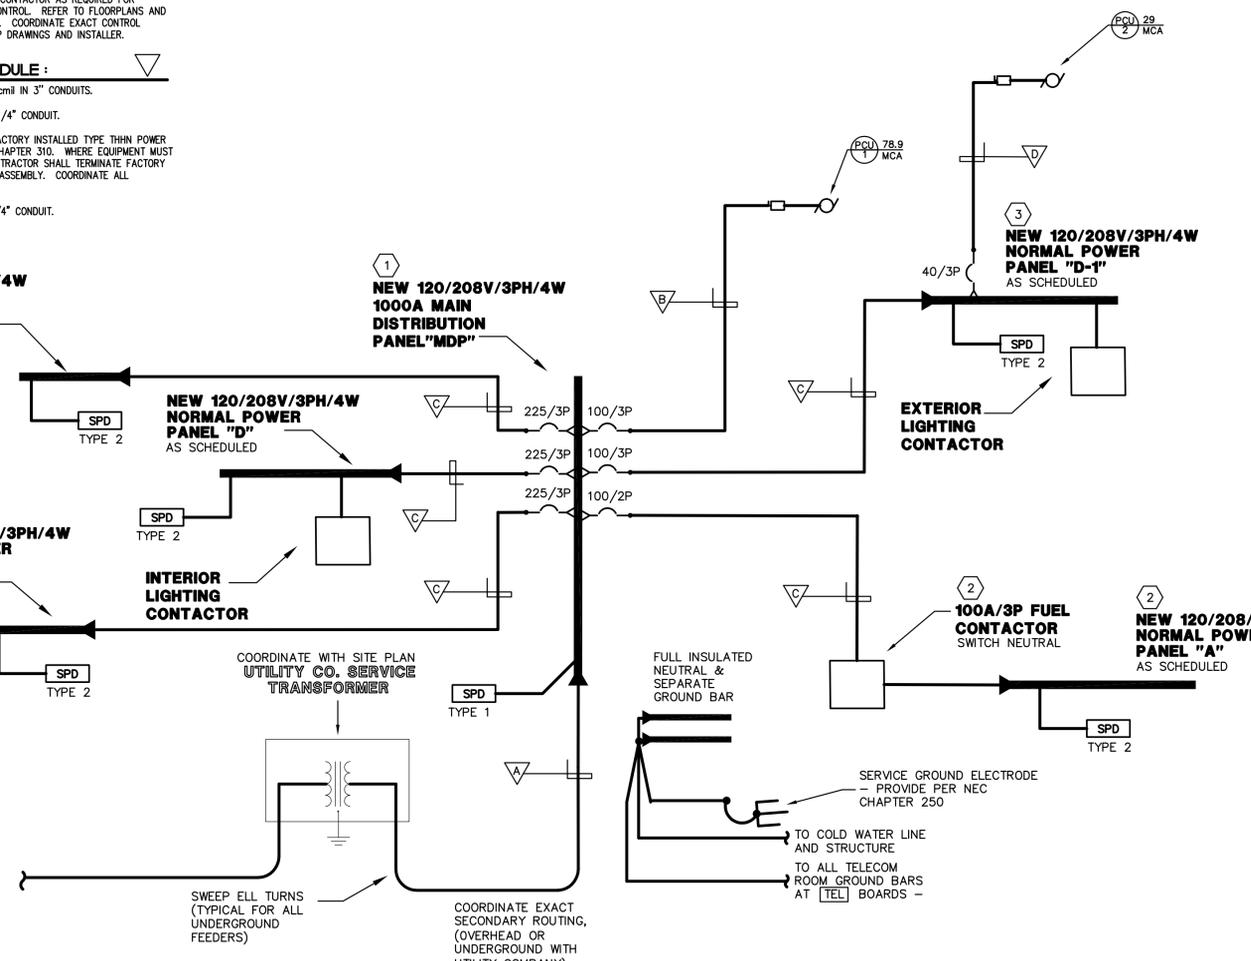 CONTACTOR AS REQUIRED FOR
CONTROL. REFER TO FLOORPLANS AND
COORDINATE EXACT CONTROL
DRAWINGS AND INSTALLER.
DULE:
cmil IN 3" CONDUITS.
/4" CONDUIT.
ACTORY INSTALLED TYPE THHN POWER
HAPTER 310. WHERE EQUIPMENT MUST
TRACTOR SHALL TERMINATE FACTORY
ASSEMBLY. COORDINATE ALL
/4" CONDUIT.
/4W
SPD
TYPE 2
1
NEW 120/208V/3PH/4W
1000A MAIN
DISTRIBUTION
PANEL"MDP"
NEW 120/208V/3PH/4W
NORMAL POWER
PANEL "D"
AS SCHEDULED
SPD
TYPE 2
INTERIOR
LIGHTING
CONTACTOR
/3PH/4W
ER
SPD
TYPE 2
C
C
C
225/3P
100/3P
225/3P
100/3P
225/3P
100/2P
PCU
1
78.9
MCA
PCU
2
29
MCA
B
D
C
3
NEW 120/208V/3PH/4W
NORMAL POWER
PANEL "D-1"
AS SCHEDULED
40/3P
SPD
TYPE 2
EXTERIOR
LIGHTING
CONTACTOR
C
2
100A/3P FUEL
CONTACTOR
SWITCH NEUTRAL
2
NEW 120/208/
NORMAL POW
PANEL "A"
AS SCHEDULED
SPD
TYPE 2
COORDINATE WITH SITE PLAN
UTILITY CO. SERVICE
TRANSFORMER
SPD
TYPE 1
A
FULL INSULATED
NEUTRAL &
SEPARATE
GROUND BAR
SERVICE GROUND ELECTRODE
– PROVIDE PER NEC
CHAPTER 250
TO COLD WATER LINE
AND STRUCTURE
TO ALL TELECOM
ROOM GROUND BARS
AT TEL BOARDS –
SWEEP ELL TURNS
(TYPICAL FOR ALL
UNDERGROUND
FEEDERS)
COORDINATE EXACT
SECONDARY ROUTING,
(OVERHEAD OR
UNDERGROUND WITH
UTILITY COMPANY)